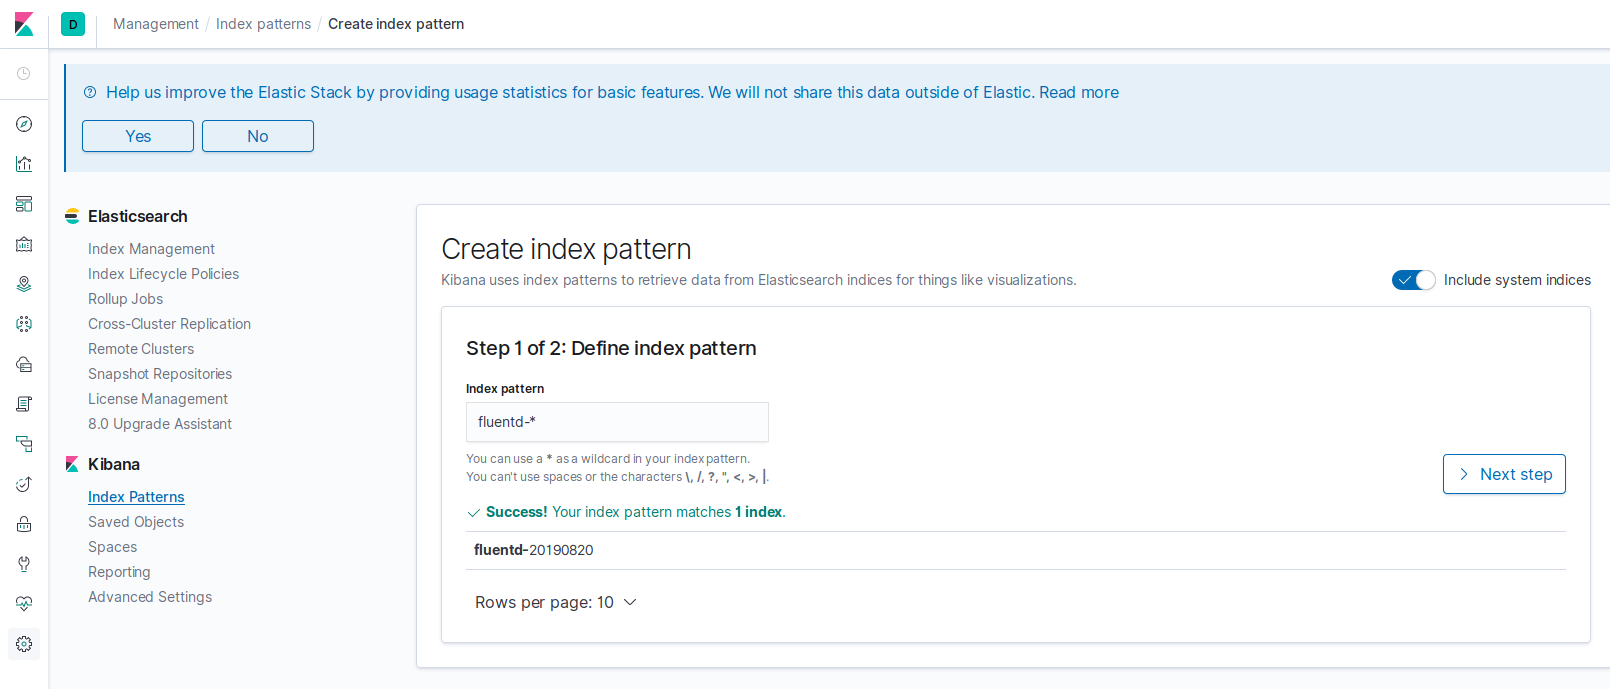 D Management / Index patterns / Create index pattern
Help us improve the Elastic Stack by providing usage statistics for basic features. We will not share this data outside of Elastic. Read more
Yes No
Elasticsearch
Index Management
Index Lifecycle Policies
Rollup Jobs
Cross-Cluster Replication
Remote Clusters
Snapshot Repositories
License Management
8.0 Upgrade Assistant
Kibana
Index Patterns
Saved Objects
Spaces
Reporting
Advanced Settings
Create index pattern
Kibana uses index patterns to retrieve data from Elasticsearch indices for things like visualizations.
Include system indices
Step 1 of 2: Define index pattern
Index pattern
fluentd-*
You can use a * as a wildcard in your index pattern.
You can't use spaces or the characters \, /, ?, ", <, >, |.
Next step
Success! Your index pattern matches 1 index.
fluentd-20190820
Rows per page: 10